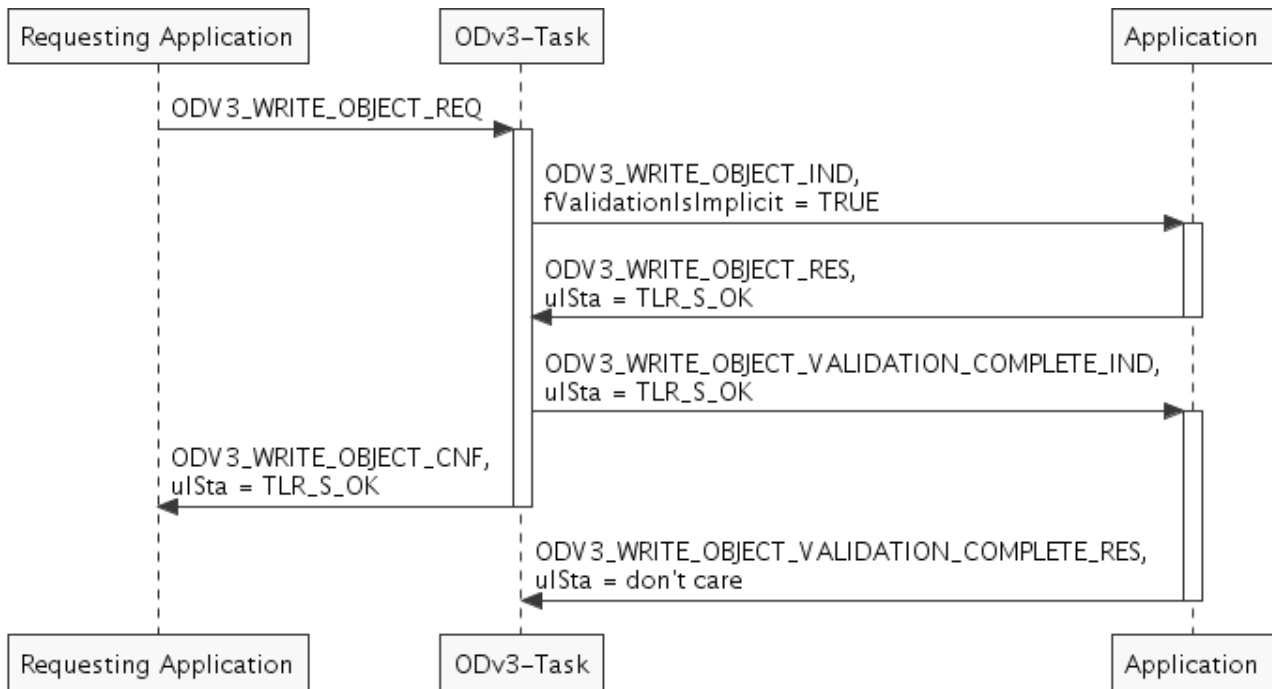 Requesting Application
ODv3-Task
Application
ODV3_WRITE_OBJECT_REQ
ODV3_WRITE_OBJECT_IND,
fValidationIsImplicit = TRUE
ODV3_WRITE_OBJECT_RES,
ulSta = TLR_S_OK
ODV3_WRITE_OBJECT_VALIDATION_COMPLETE_IND,
ulSta = TLR_S_OK
ODV3_WRITE_OBJECT_CNF,
ulSta = TLR_S_OK
ODV3_WRITE_OBJECT_VALIDATION_COMPLETE_RES,
ulSta = don't care
Requesting Application
ODv3-Task
Application